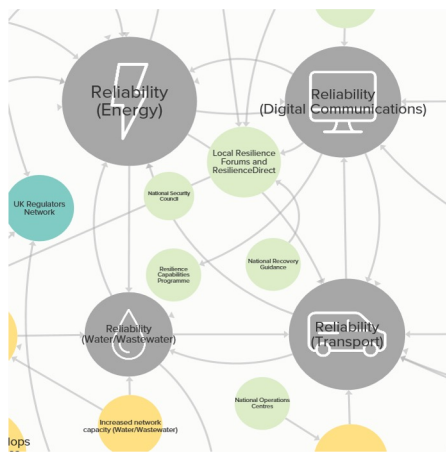 Reliability
(Energy)
Reliability
(Digital Communications)
Local Resilience
Forums and
ResilienceDirect
National Security
Council
UK Regulators
Network
Resilience
Capabilities
Programme
National Recovery
Guidance
Reliability
(Water/Wastewater)
Reliability
(Transport)
National Operations
Centres
Increased network
capacity (Water/Wastewater)
lops